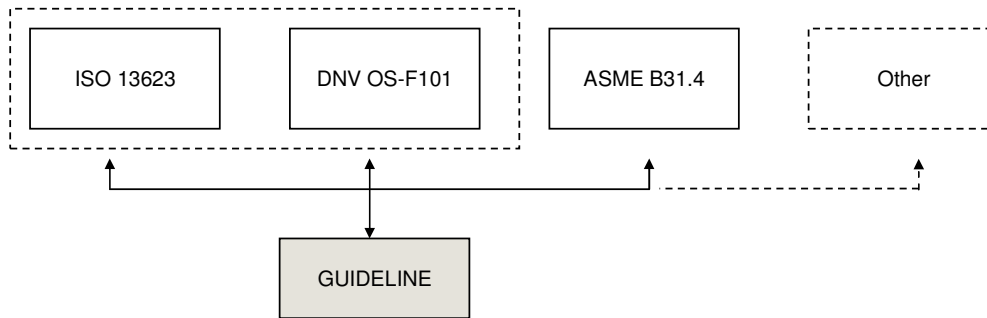 ISO 13623
DNV OS-F101
ASME B31.4
Other
GUIDELINE